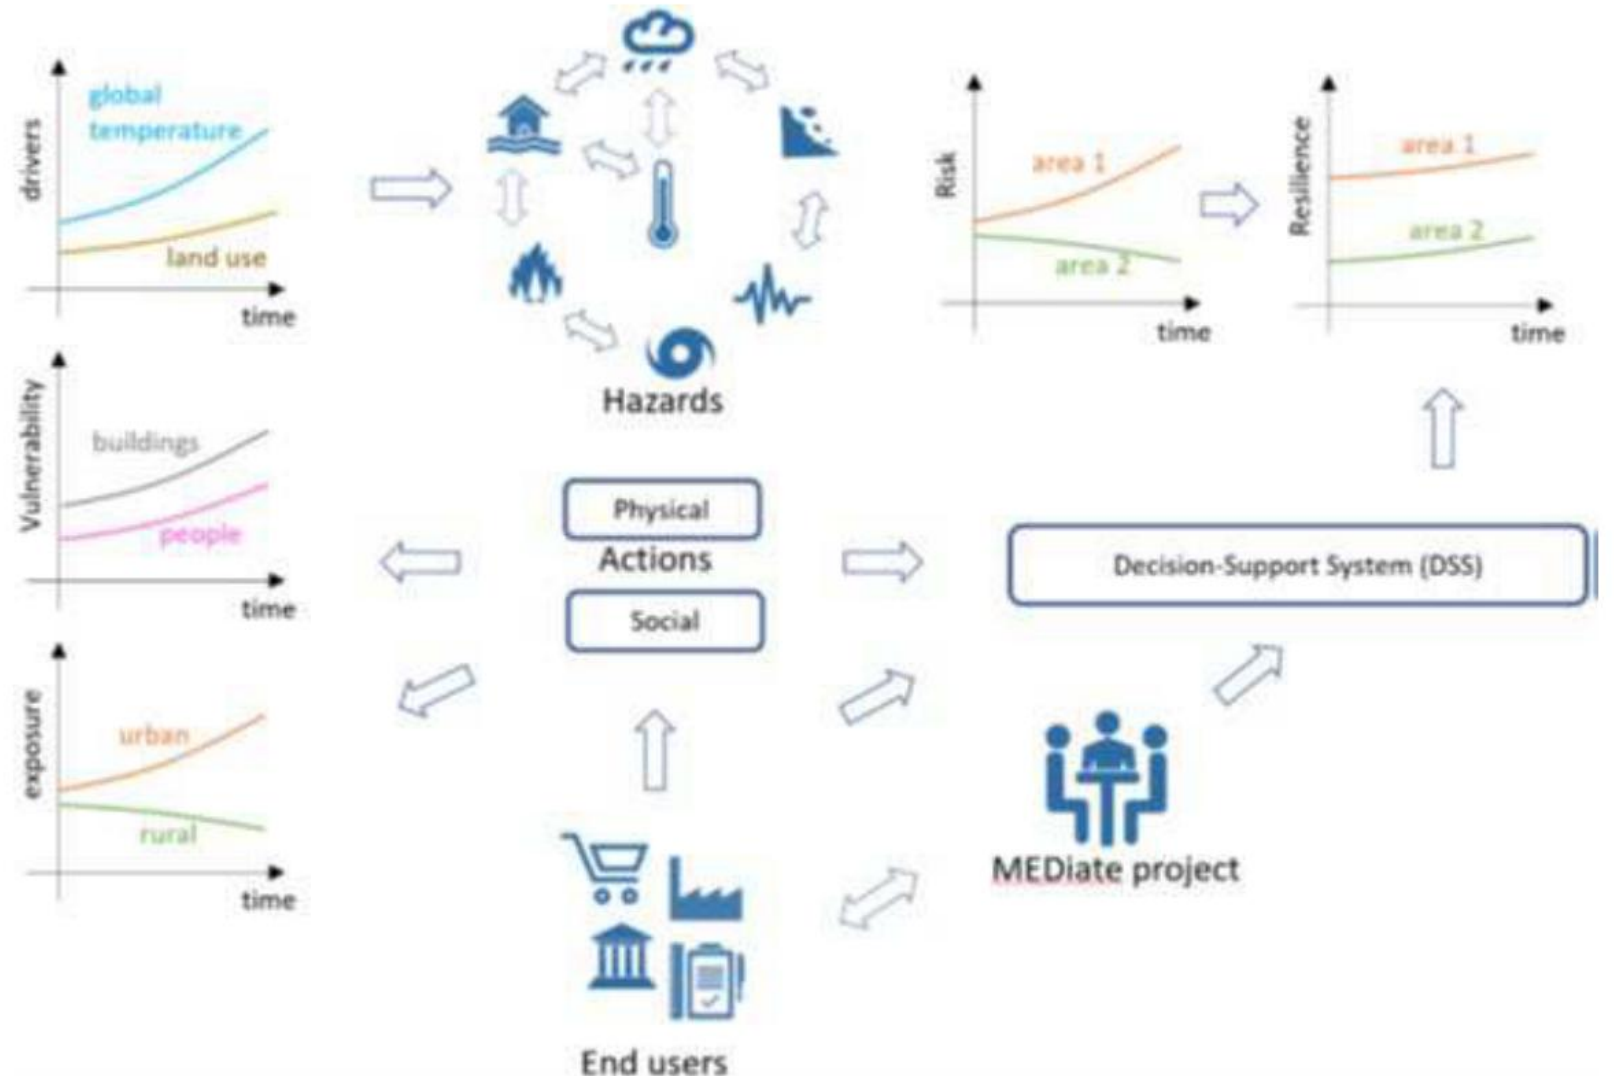 drivers
global
temperature
land use
time
Hazards
Risk
area 1
area 2
time
Resilience
area 1
area 2
time
Vulnerability
buildings
people
time
Physical
Actions
Social
Decision-Support System (DSS)
exposure
urban
rural
time
MEDiate project
End users